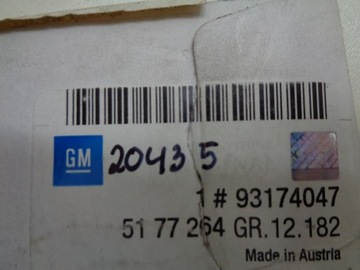 GM 20435
1 # 93174047
51 77 264 GR.12.182
Made in Austria